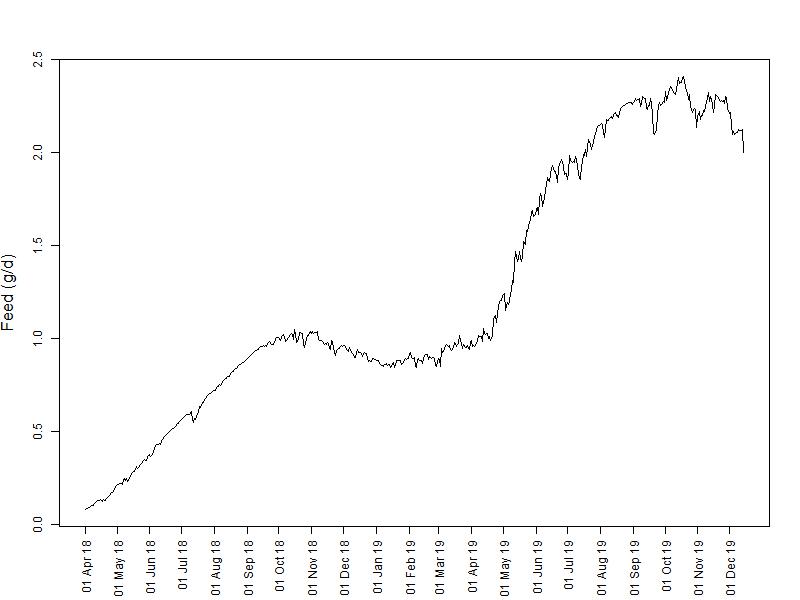 2.5
2.0
1.5
1.0
0.5
0.0
Feed (g/d)
01 Apr 18
01 May 18
01 Jun 18
01 Jul 18
01 Aug 18
01 Sep 18
01 Oct 18
01 Nov 18
01 Dec 18
01 Jan 19
01 Feb 19
01 Mar 19
01 Apr 19
01 May 19
01 Jun 19
01 Jul 19
01 Aug 19
01 Sep 19
01 Oct 19
01 Nov 19
01 Dec 19